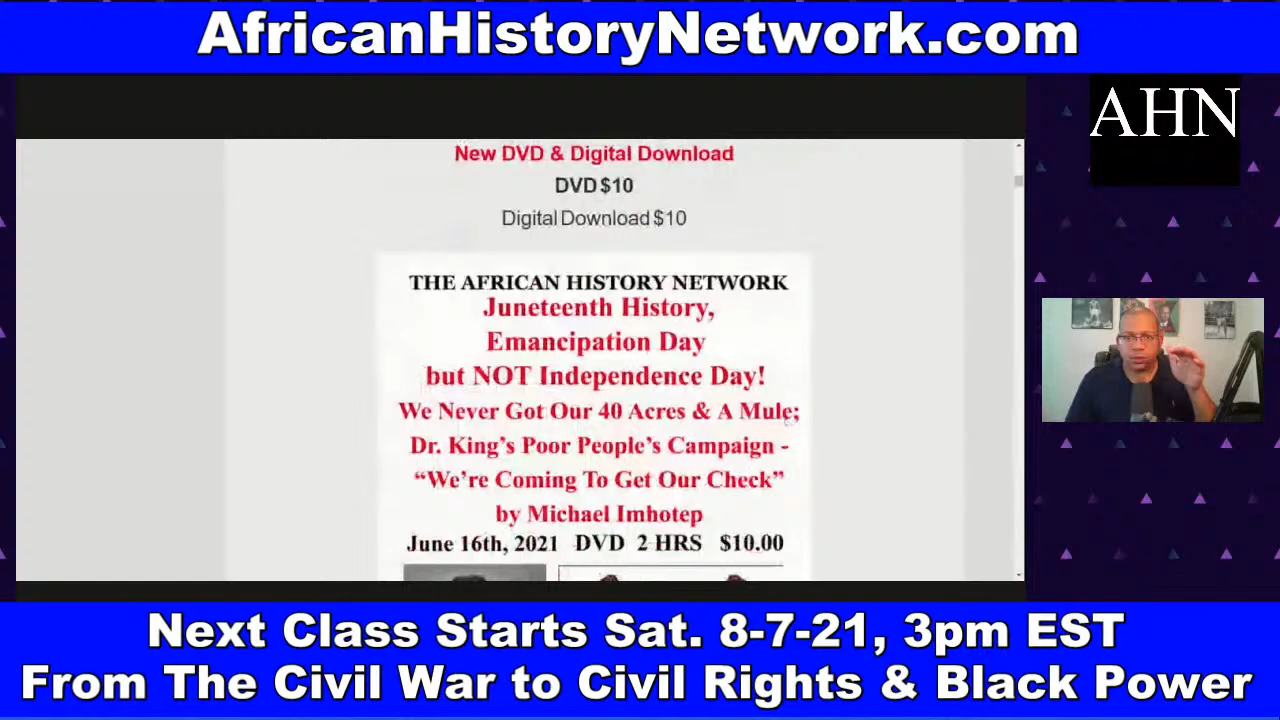 AfricanHistoryNetwork.com
AHN
New DVD & Digital Download
DVD $10
Digital Download $10
THE AFRICAN HISTORY NETWORK
Juneteenth History,
Emancipation Day
but NOT Independence Day!
We Never Got Our 40 Acres & A Mule;
Dr. King's Poor People's Campaign -
“We're Coming To Get Our Check”
by Michael Imhotep
June 16th, 2021 DVD 2 HRS $10.00
Next Class Starts Sat. 8-7-21, 3pm EST
From The Civil War to Civil Rights & Black Power